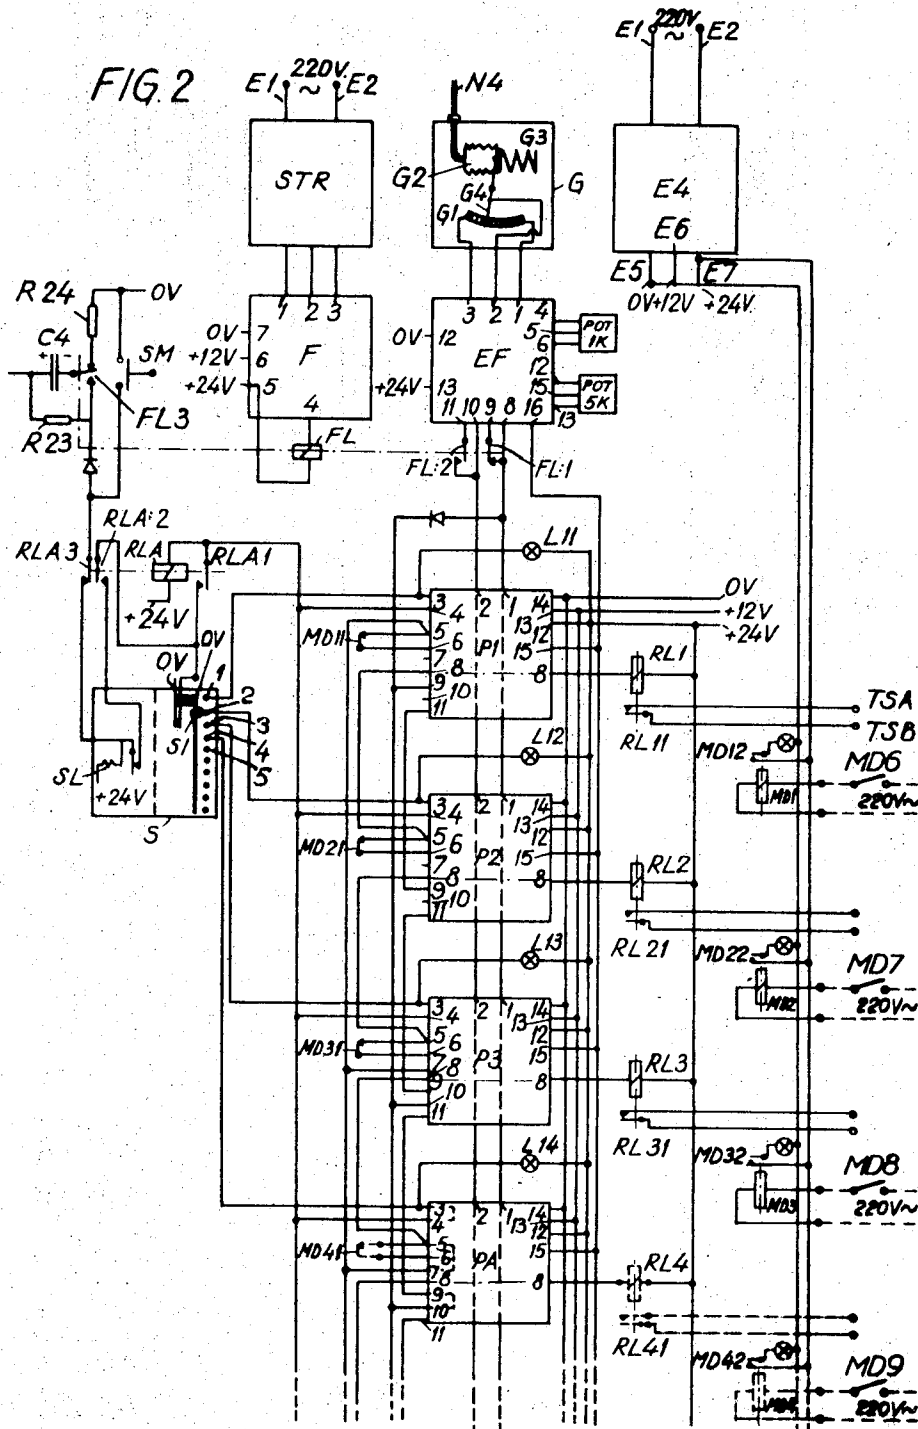 FIG. 2
E1 220V ~ E2
E1 220V. ~ E2
N4
STR
G3
G2
G
G4
G1
E4
E6
E5 E7
0V +12V +24V
R24
0V
C4
+
SM
FL3
R23
1 2 3
0V 7
+12V 6
+24V 5
F
4
FL
3 2 1 4
0V 12
5
6
POT 1K
EF
12
+24V 13
15
POT 5K
13
11 10 9 8 16
FL:2
FL:1
RLA:2
RLA3
RLA
RLA1
+24V
L11
0V
+12V
+24V
3 4 2 1 14
13
5 12
MD11 6 P1 15
7
8 8
9
10
11
RL1
RL11
TSA
TSB
0V
0V
1
2
3
4
5
S1
SL
+24V
S
L12
MD12
MD6
MD1
220V~
3 4 2 1 14
13
5 12
MD21 6 P2 15
7
8 8
9
10
11
RL2
RL21
L13
MD22
MD7
MD2
220V~
3 4 2 1 14
13
5 12
MD31 6 P3 15
7 8
9 8
10
11
RL3
RL31
L14
MD32
MD8
MD3
220V~
3 2 1 14
4 13
12
5
MD41 6 PA 15
7
8 8
9
10
11
RL4
RL41
MD42
MD9
220V~